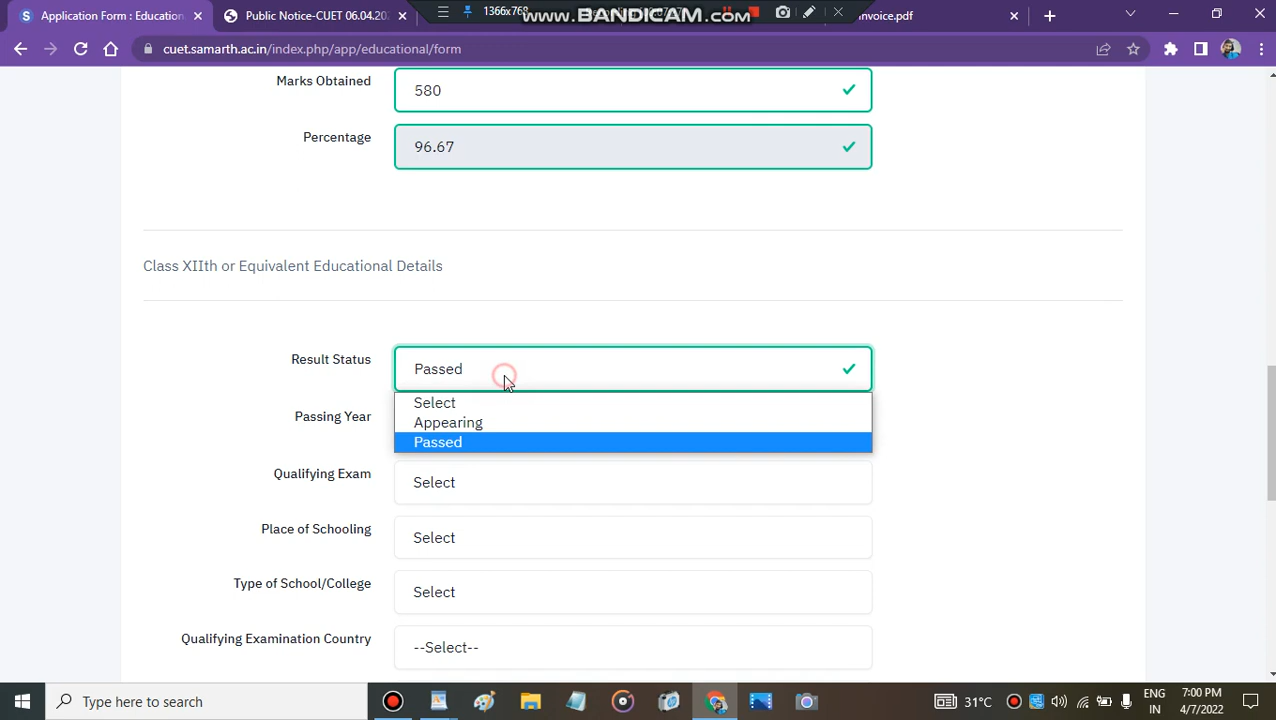 Application Form : Education
Public Notice-CUET 06.04.202
1366x768
www.BANDICAM.com
Invoice.pdf
cuet.samarth.ac.in/index.php/app/educational/form
Marks Obtained
580
Percentage
96.67
Class XIIth or Equivalent Educational Details
Result Status
Passed
Select
Appearing
Passed
Passing Year
Qualifying Exam
Select
Place of Schooling
Select
Type of School/College
Select
Qualifying Examination Country
--Select--
Type here to search
31°C
ENG
IN
7:00 PM
4/7/2022